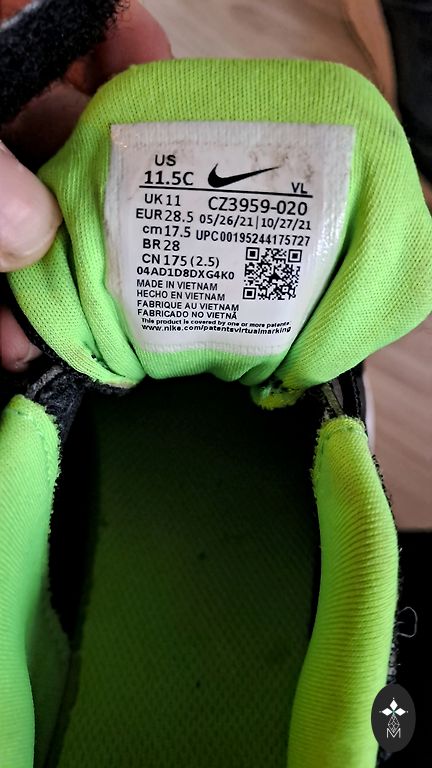 US
11.5C
VL
UK 11 CZ3959-020
EUR 28.5 05/26/21 | 10/27/21
cm 17.5 UPC00195244175727
BR 28
CN 175 (2.5)
04AD1D8DXG4K0
MADE IN VIETNAM
HECHO EN VIETNAM
FABRIQUE AU VIETNAM
FABRICADO NO VIETNÃ
This product is covered by one or more patents
www.nike.com/patentsvirtualmarking
M